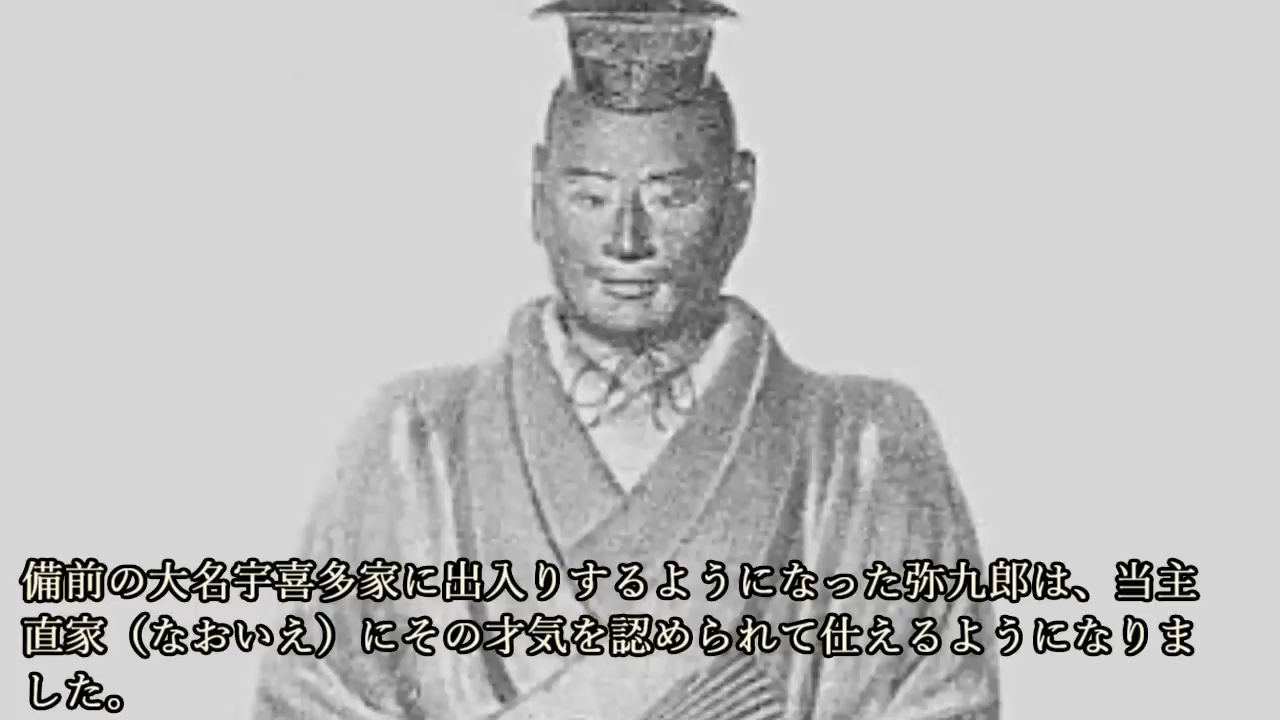 備前の大名宇喜多家に出入りするようになった弥九郎は、当主
直家（なおいえ）にその才気を認められて仕えるようになりま
した。